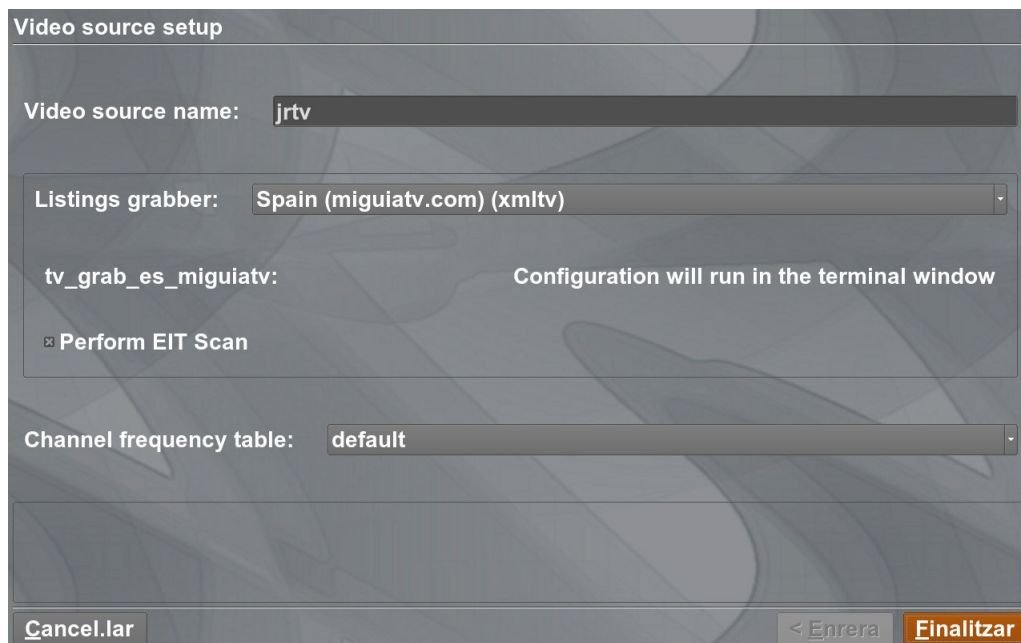 Video source setup
Video source name: jrtv
Listings grabber: Spain (miguiatv.com) (xmltv)
tv_grab_es_miguiatv: Configuration will run in the terminal window
Perform EIT Scan
Channel frequency table: default
Cancel.lar < Enrera Finalitzar